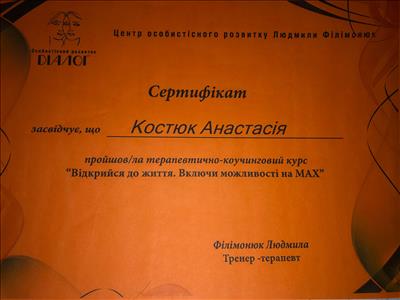 Центр особистісного розвитку Людмили Філімонюк
Особистісний розвиток
ДІАЛОГ
Сертифікат
засвідчує, що Костюк Анастасія
пройшов/ла терапевтично-коучинговий курс
"Відкрийся до життя. Включи можливості на МАХ"
Філімонюк Людмила
Тренер -терапевт